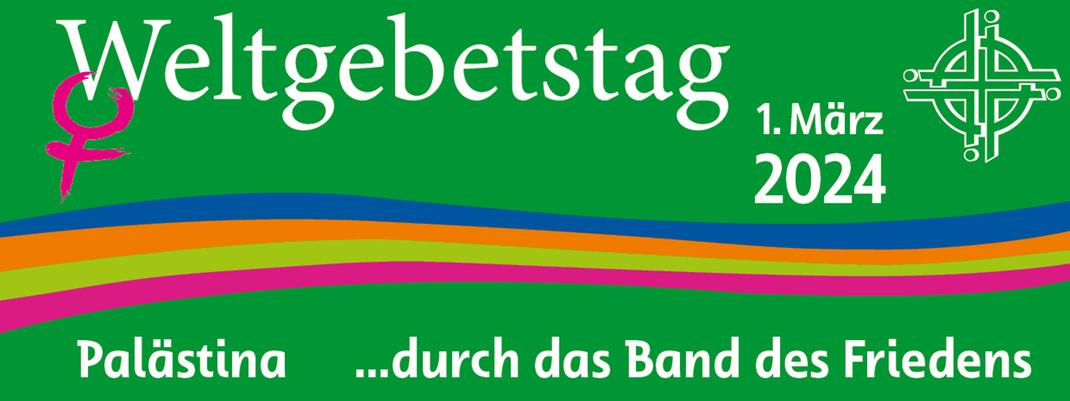 Weltgebetstag
1. März
2024
Palästina ...durch das Band des Friedens